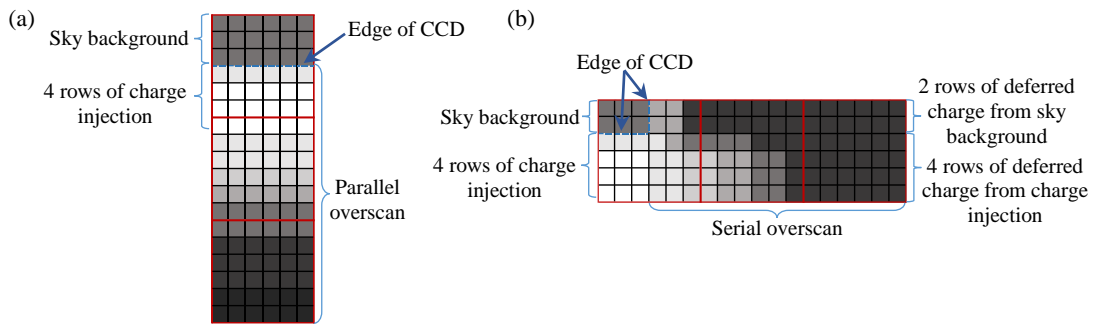 (a)
Sky background
Edge of CCD
4 rows of charge
injection
Parallel
overscan
(b)
Edge of CCD
Sky background
4 rows of charge
injection
2 rows of deferred
charge from sky
background
4 rows of deferred
charge from charge
injection
Serial overscan